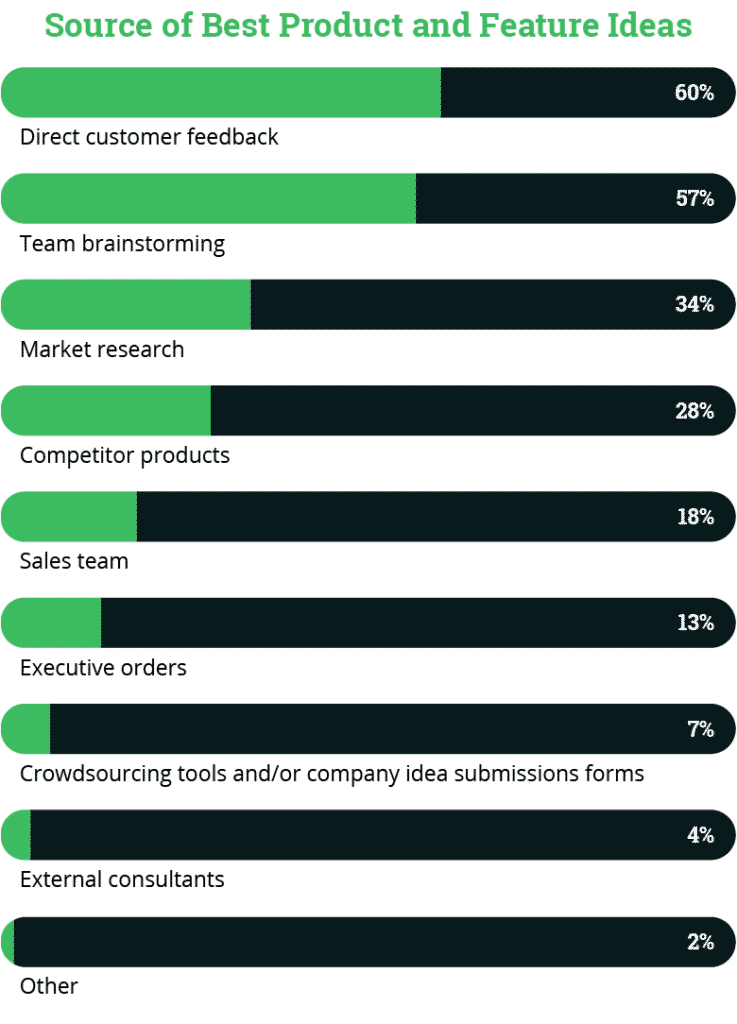 Source of Best Product and Feature Ideas
60%
Direct customer feedback
57%
Team brainstorming
34%
Market research
28%
Competitor products
18%
Sales team
13%
Executive orders
7%
Crowdsourcing tools and/or company idea submissions forms
4%
External consultants
2%
Other